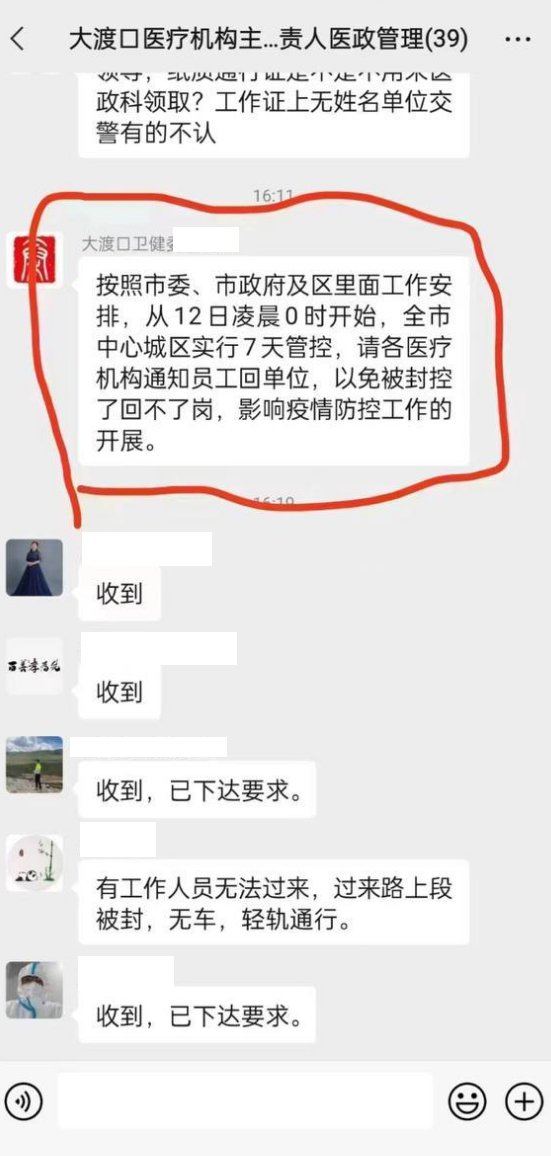 大渡口医疗机构主...责人医政管理(39)
领导，纸质通行证是不是不用来医
政科领取？工作证上无姓名单位交
警有的不认
16:11
大渡口卫健委
按照市委、市政府及区里面工作安
排，从12日凌晨0时开始，全市
中心城区实行7天管控，请各医疗
机构通知员工回单位，以免被封控
了回不了岗，影响疫情防控工作的
开展。
16:19
收到
收到
收到，已下达要求。
有工作人员无法过来，过来路上段
被封，无车，轻轨通行。
收到，已下达要求。